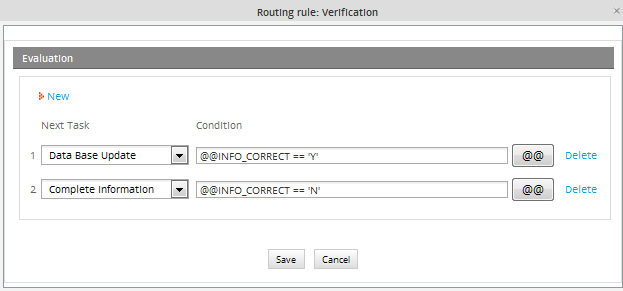 Routing rule: Verification ×
Evaluation
New
Next Task Condition
1 Data Base Update @@INFO_CORRECT == 'Y' @@ Delete
2 Complete Information @@INFO_CORRECT == 'N' @@ Delete
Save Cancel